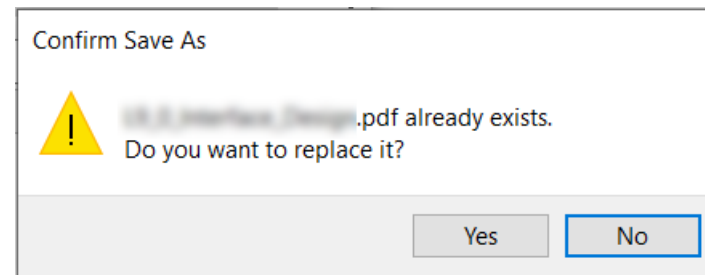 Confirm Save As
.pdf already exists.
Do you want to replace it?
Yes
No